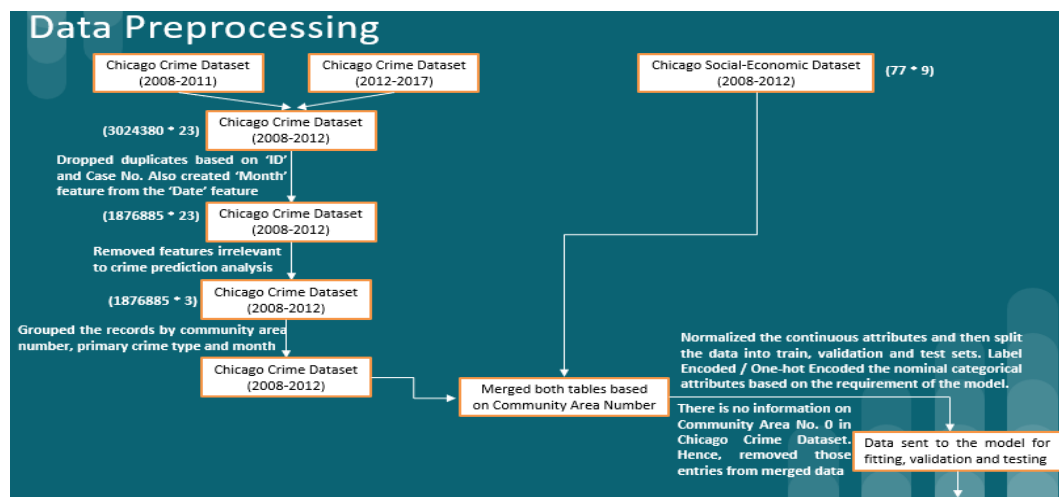 Data Preprocessing
Chicago Crime Dataset
(2008-2011)
Chicago Crime Dataset
(2012-2017)
Chicago Social-Economic Dataset
(2008-2012)
(77 * 9)
(3024380 * 23)
Chicago Crime Dataset
(2008-2012)
Dropped duplicates based on ‘ID’
and Case No. Also created ‘Month’
feature from the ‘Date’ feature
(1876885 * 23)
Chicago Crime Dataset
(2008-2012)
Removed features irrelevant
to crime prediction analysis
(1876885 * 3)
Chicago Crime Dataset
(2008-2012)
Grouped the records by community area
number, primary crime type and month
Chicago Crime Dataset
(2008-2012)
Merged both tables based
on Community Area Number
Normalized the continuous attributes and then split
the data into train, validation and test sets. Label
Encoded / One-hot Encoded the nominal categorical
attributes based on the requirement of the model.
There is no information on
Community Area No. 0 in
Chicago Crime Dataset.
Hence, removed those
entries from merged data
Data sent to the model for
fitting, validation and testing